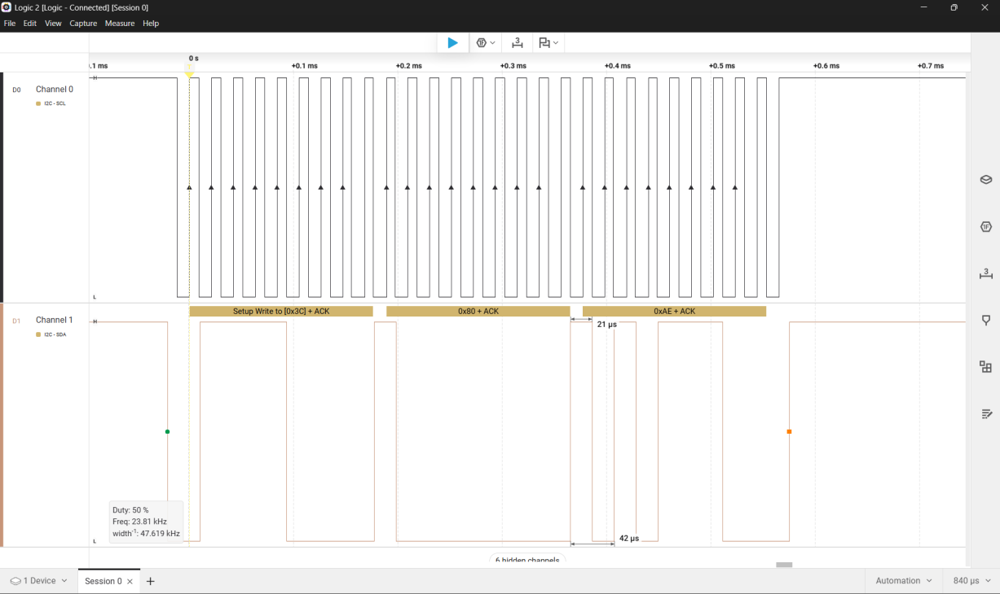 Logic 2 [Logic - Connected] [Session 0]
File Edit View Capture Measure Help
3
0 s
.1 ms +0.1 ms +0.2 ms +0.3 ms +0.4 ms +0.5 ms +0.6 ms +0.7 ms
H
D0 Channel 0
I2C - SCL
L
Setup Write to [0x3C] + ACK 0x80 + ACK 0xAE + ACK
D1 Channel 1
H
21 µs
I2C - SDA
Duty: 50 %
Freq: 23.81 kHz
width-1: 47.619 kHz
L
42 µs
6 hidden channels
1F
3
1 Device Session 0 Automation 840 µs